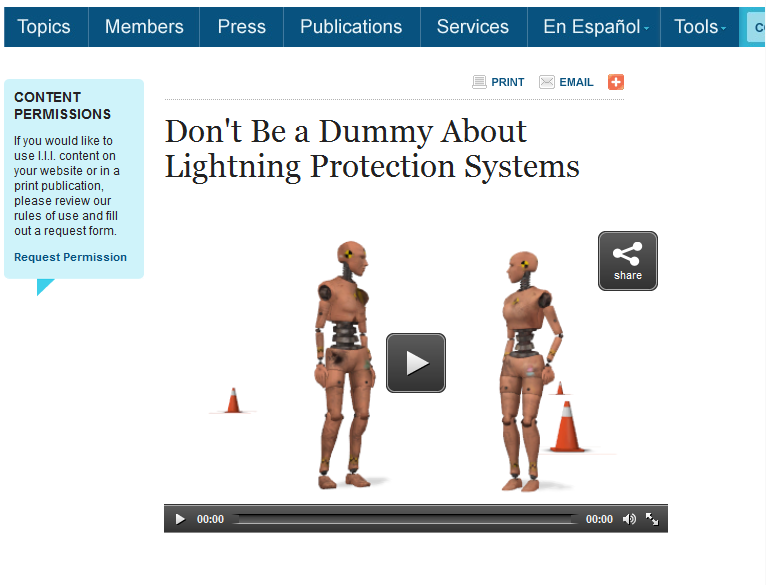 Topics Members Press Publications Services En Español Tools
PRINT EMAIL
CONTENT
PERMISSIONS
If you would like to
use I.I.I. content on
your website or in a
print publication,
please review our
rules of use and fill
out a request form.
Request Permission
Don't Be a Dummy About
Lightning Protection Systems
share
00:00 00:00